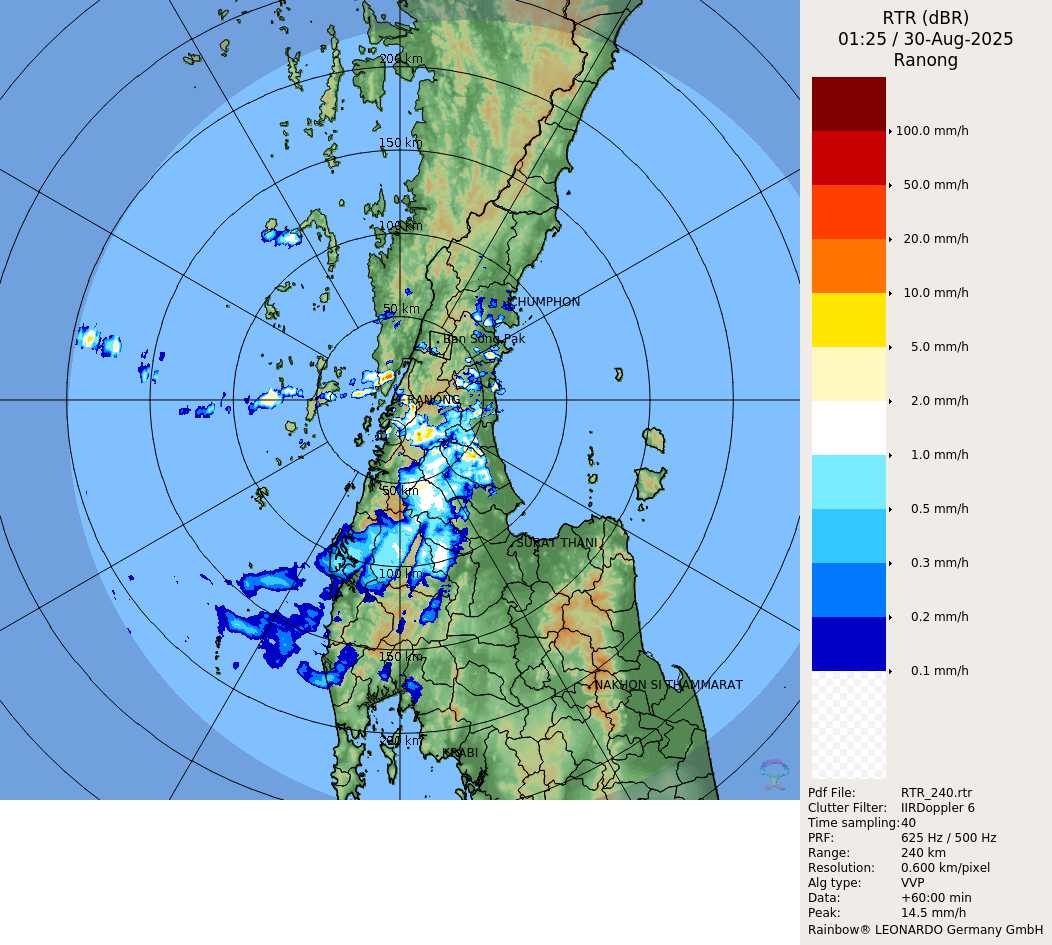 RTR (dBR)
01:25 / 30-Aug-2025
Ranong
200 km
150 km
100 km
50 km
CHUMPHON
Ban Song Pak
RANONG
50 km
SURAT THANI
100 km
150 km
NAKHON SI THAMMARAT
200 km
KRABI
100.0 mm/h
50.0 mm/h
20.0 mm/h
10.0 mm/h
5.0 mm/h
2.0 mm/h
1.0 mm/h
0.5 mm/h
0.3 mm/h
0.2 mm/h
0.1 mm/h
Pdf File: RTR_240.rtr
Clutter Filter: IIRDoppler 6
Time sampling:40
PRF: 625 Hz / 500 Hz
Range: 240 km
Resolution: 0.600 km/pixel
Alg type: VVP
Data: +60:00 min
Peak: 14.5 mm/h
Rainbow® LEONARDO Germany GmbH